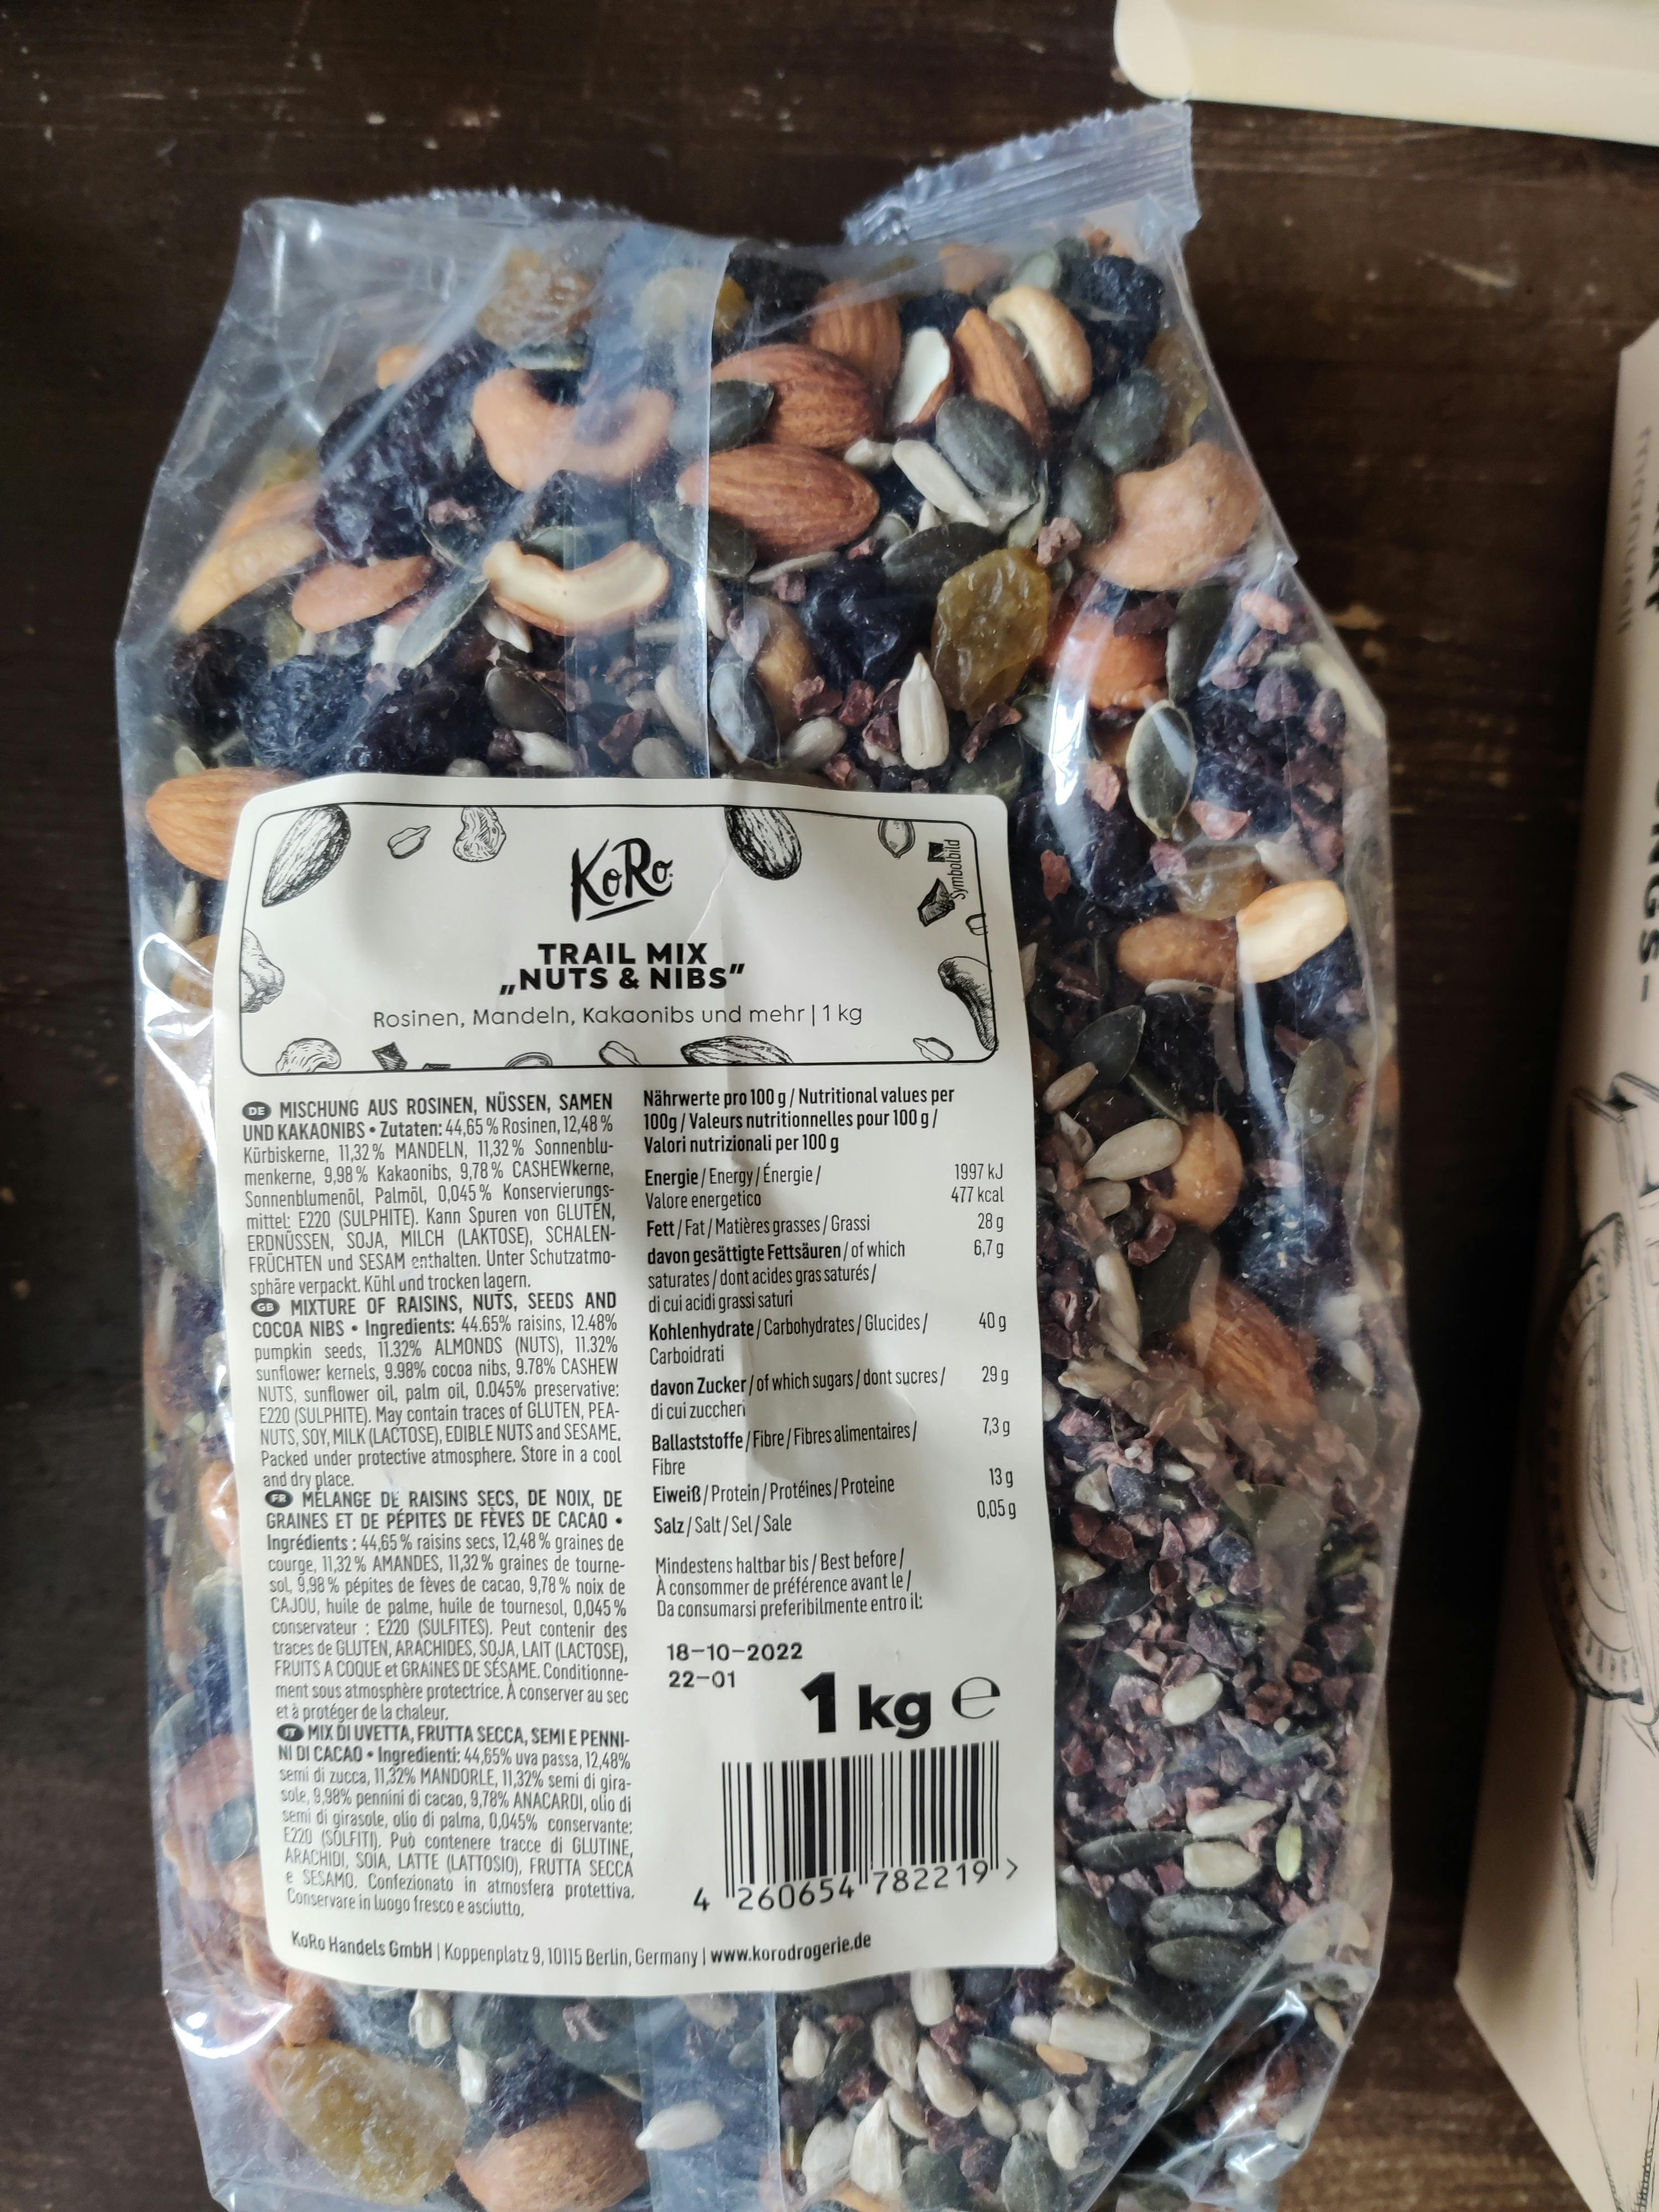 KoRo
Symbolbild
TRAIL MIX
„NUTS & NIBS”
Rosinen, Mandeln, Kakaonibs und mehr | 1 kg
DE MISCHUNG AUS ROSINEN, NÜSSEN, SAMEN
UND KAKAONIBS • Zutaten: 44,65 % Rosinen, 12,48 %
Kürbiskerne, 11,32 % MANDELN, 11,32 % Sonnenblu-
menkerne, 9,98 % Kakaonibs, 9,78 % CASHEWkerne,
Sonnenblumenöl, Palmöl, 0,045 % Konservierungs-
mittel: E220 (SULPHITE). Kann Spuren von GLUTEN,
ERDNÜSSEN, SOJA, MILCH (LAKTOSE), SCHALEN-
FRÜCHTEN und SESAM enthalten. Unter Schutzatmo-
sphäre verpackt. Kühl und trocken lagern.
GB MIXTURE OF RAISINS, NUTS, SEEDS AND
COCOA NIBS • Ingredients: 44.65% raisins, 12.48%
pumpkin seeds, 11.32% ALMONDS (NUTS), 11.32%
sunflower kernels, 9.98% cocoa nibs, 9.78% CASHEW
NUTS, sunflower oil, palm oil, 0.045% preservative:
E220 (SULPHITE). May contain traces of GLUTEN, PEA-
NUTS, SOY, MILK (LACTOSE), EDIBLE NUTS and SESAME.
Packed under protective atmosphere. Store in a cool
and dry place.
FR MÉLANGE DE RAISINS SECS, DE NOIX, DE
GRAINES ET DE PÉPITES DE FÈVES DE CACAO •
Ingrédients : 44,65 % raisins secs, 12,48 % graines de
courge, 11,32 % AMANDES, 11,32 % graines de tourne-
sol, 9,98 % pépites de fèves de cacao, 9,78 % noix de
CAJOU, huile de palme, huile de tournesol, 0,045 %
conservateur : E220 (SULFITES). Peut contenir des
traces de GLUTEN, ARACHIDES, SOJA, LAIT (LACTOSE),
FRUITS A COQUE et GRAINES DE SÉSAME. Conditionne-
ment sous atmosphère protectrice. À conserver au sec
et à protéger de la chaleur.
IT MIX DI UVETTA, FRUTTA SECCA, SEMI E PENNI-
NI DI CACAO • Ingredienti: 44,65% uva passa, 12,48%
semi di zucca, 11,32% MANDORLE, 11,32% semi di gira-
sole, 9,98% pennini di cacao, 9,78% ANACARDI, olio di
semi di girasole, olio di palma, 0,045% conservante:
E220 (SOLFITI). Può contenere tracce di GLUTINE,
ARACHIDI, SOIA, LATTE (LATTOSIO), FRUTTA SECCA
e SESAMO. Confezionato in atmosfera protettiva.
Conservare in luogo fresco e asciutto.
Nährwerte pro 100 g / Nutritional values per
100g / Valeurs nutritionnelles pour 100 g /
Valori nutrizionali per 100 g
Energie / Energy / Énergie / 1997 kJ
Valore energetico 477 kcal
Fett / Fat / Matières grasses / Grassi 28 g
davon gesättigte Fettsäuren / of which 6,7 g
saturates / dont acides gras saturés /
di cui acidi grassi saturi
Kohlenhydrate / Carbohydrates / Glucides / 40 g
Carboidrati
davon Zucker / of which sugars / dont sucres / 29 g
di cui zuccheri
Ballaststoffe / Fibre / Fibres alimentaires / 7,3 g
Fibre
Eiweiß / Protein / Protéines / Proteine 13 g
Salz / Salt / Sel / Sale 0,05 g
Mindestens haltbar bis / Best before /
À consommer de préférence avant le /
Da consumarsi preferibilmente entro il:
18-10-2022
22-01
1 kg e
4 260654 782219 >
KoRo Handels GmbH | Koppenplatz 9, 10115 Berlin, Germany | www.korodrogerie.de